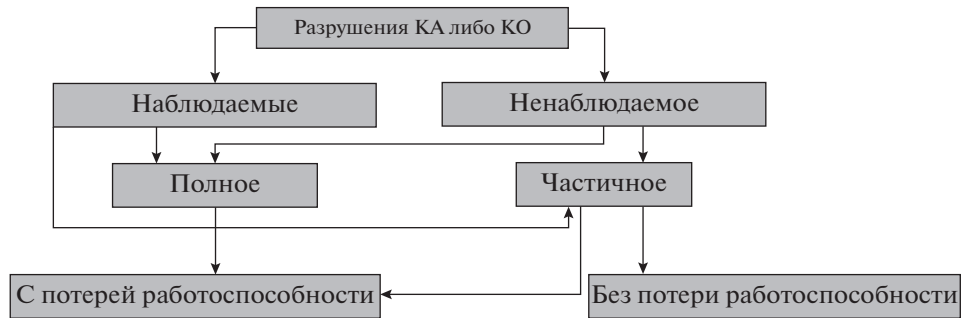 Разрушения КА либо КО
Наблюдаемые
Ненаблюдаемое
Полное
Частичное
С потерей работоспособности
Без потери работоспособности